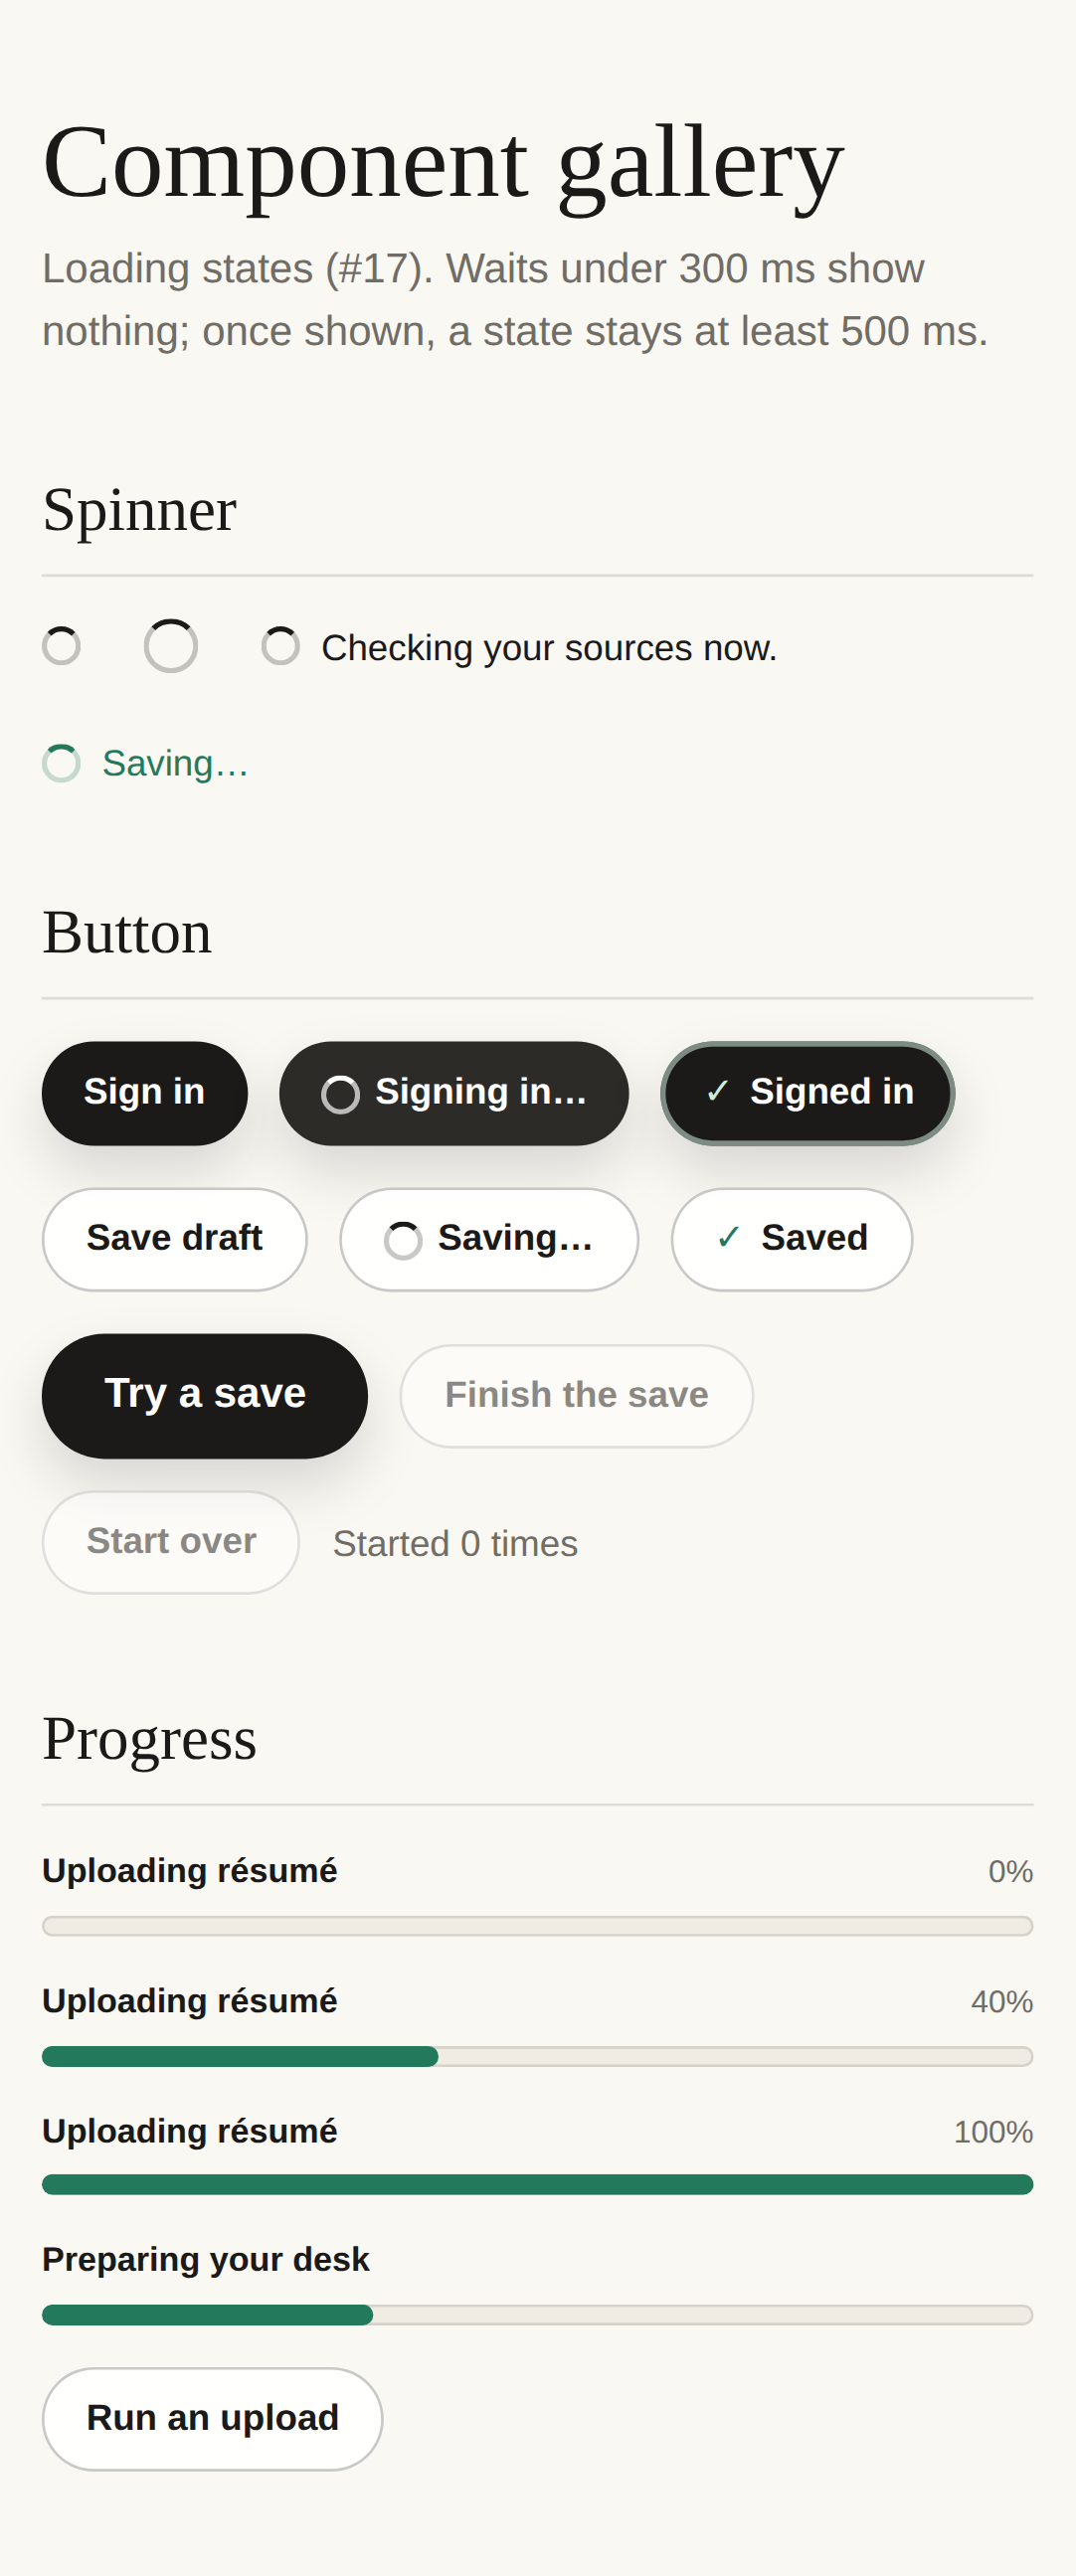 Component gallery
Loading states (#17). Waits under 300 ms show
nothing; once shown, a state stays at least 500 ms.
Spinner
Checking your sources now.
Saving…
Button
Sign in
Signing in…
✓ Signed in
Save draft
Saving…
✓ Saved
Try a save
Finish the save
Start over
Started 0 times
Progress
Uploading résumé 0%
Uploading résumé 40%
Uploading résumé 100%
Preparing your desk
Run an upload